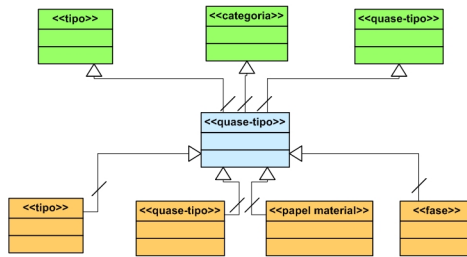 <<tipo>>
<<categoria>>
<<quase-tipo>>
<<quase-tipo>>
<<tipo>>
<<quase-tipo>>
<<papel material>>
<<fase>>